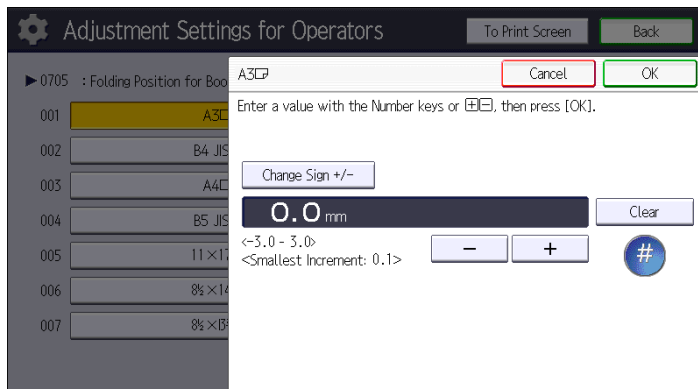 Adjustment Settings for Operators
To Print Screen
Back
0705 : Folding Position for Boo
A3
Cancel
OK
Enter a value with the Number keys or +−, then press [OK].
001 A3
002 B4 JIS
003 A4
004 B5 JIS
005 11×17
006 8½×14
007 8½×13
Change Sign +/−
0.0 mm
Clear
<-3.0 - 3.0>
<Smallest Increment: 0.1>
−
+
#